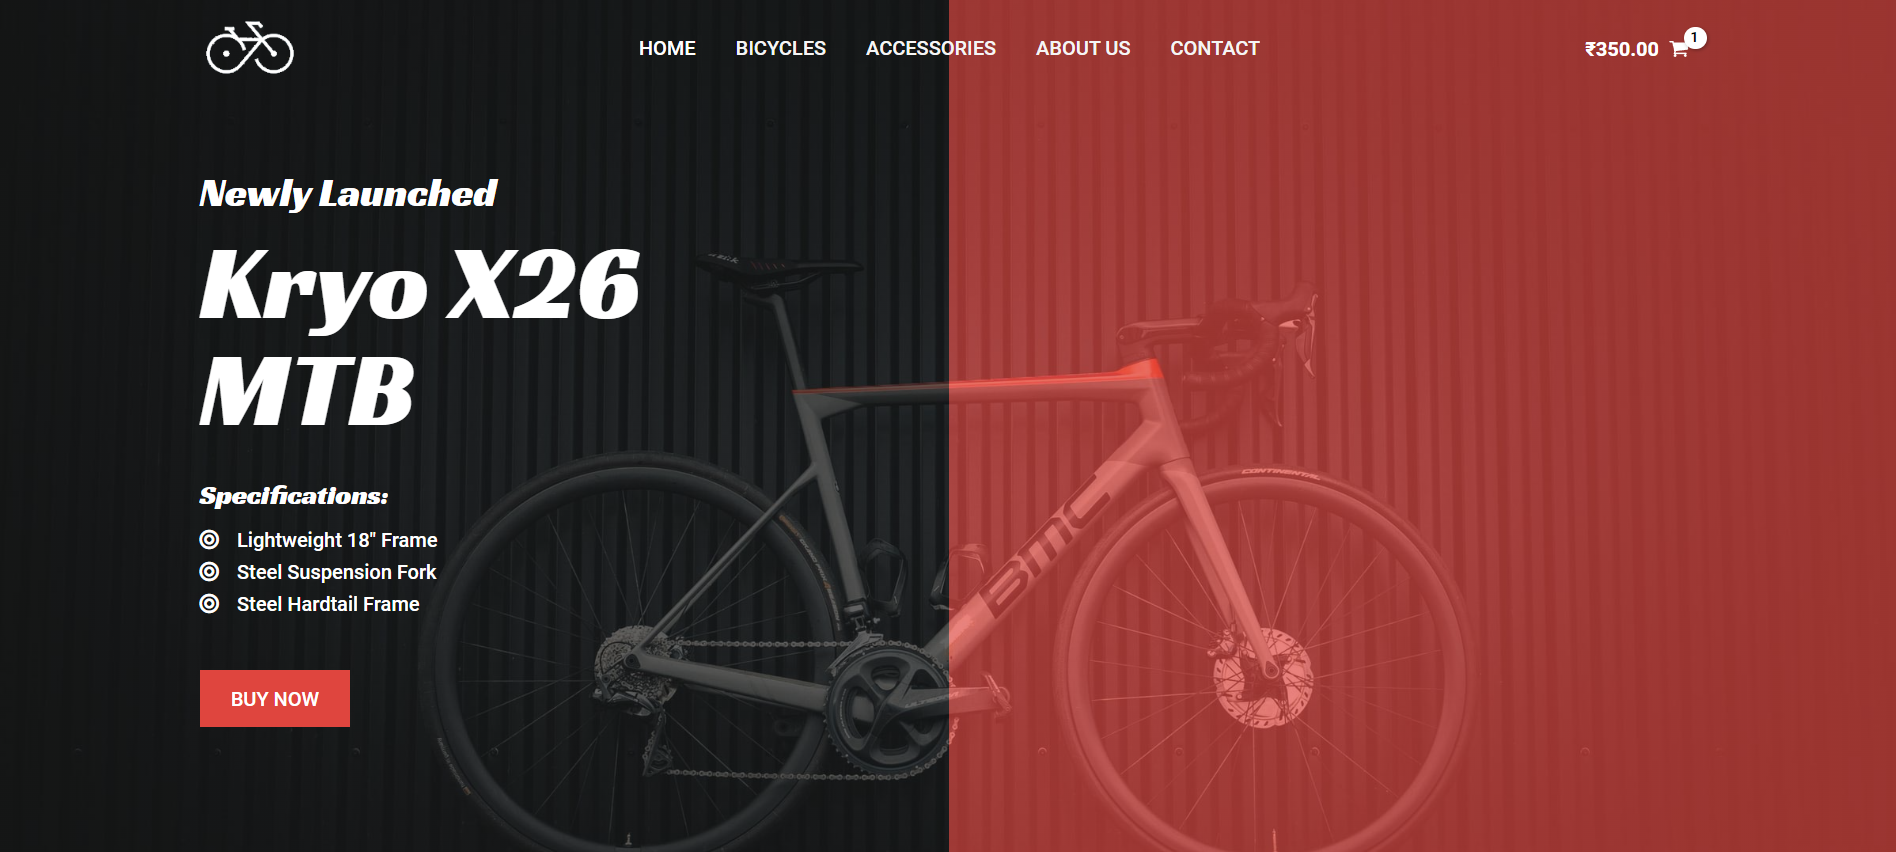 HOME BICYCLES ACCESSORIES ABOUT US CONTACT ₹350.00 1
Newly Launched
Kryo X26
MTB
Specifications:
Lightweight 18" Frame
Steel Suspension Fork
Steel Hardtail Frame
BUY NOW
CONTINENTAL
BMC